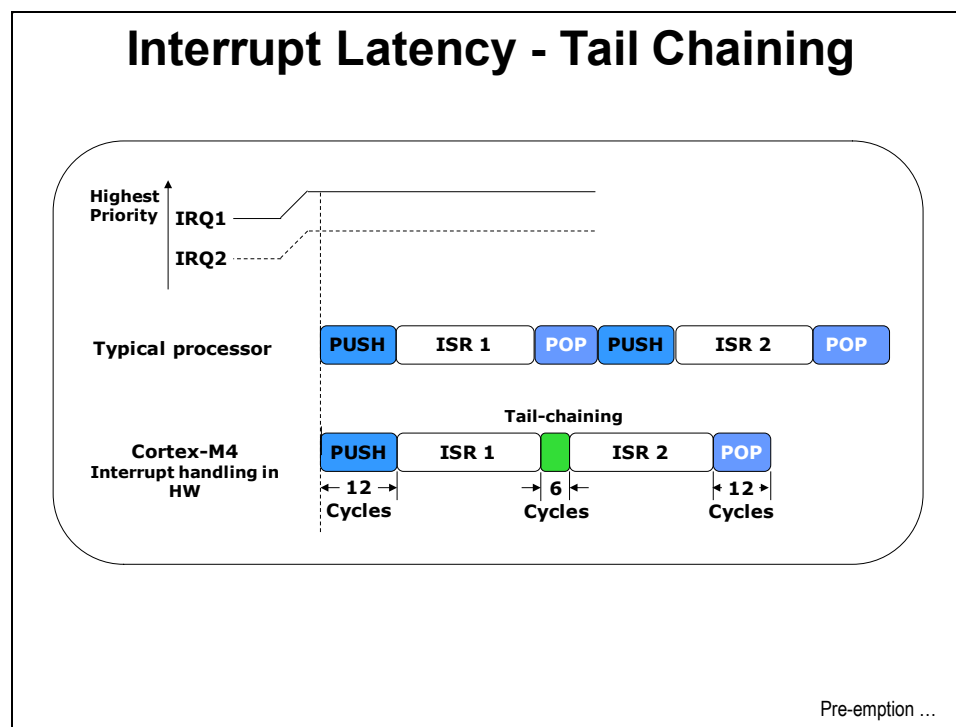 Interrupt Latency - Tail Chaining
Highest
Priority
IRQ1
IRQ2
Typical processor
PUSH ISR 1 POP PUSH ISR 2 POP
Tail-chaining
Cortex-M4
Interrupt handling in
HW
PUSH ISR 1 ISR 2 POP
12 6 12
Cycles Cycles Cycles
Pre-emption …